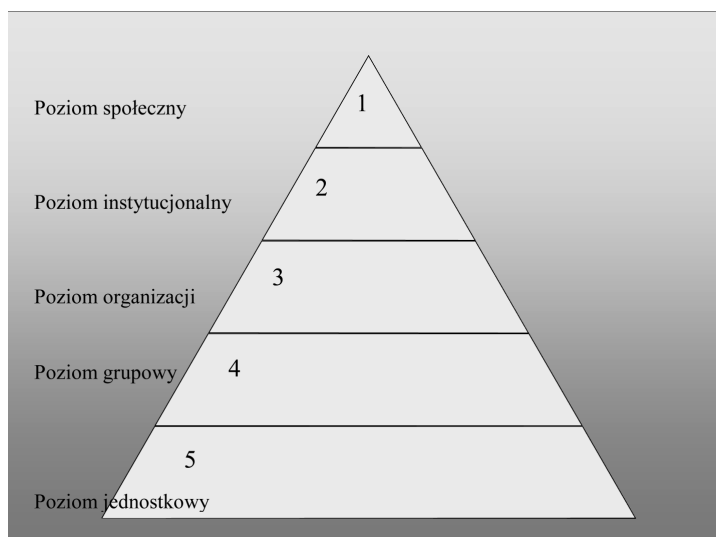 Poziom społeczny
1
Poziom instytucjonalny
2
Poziom organizacji
3
Poziom grupowy
4
5
Poziom jednostkowy